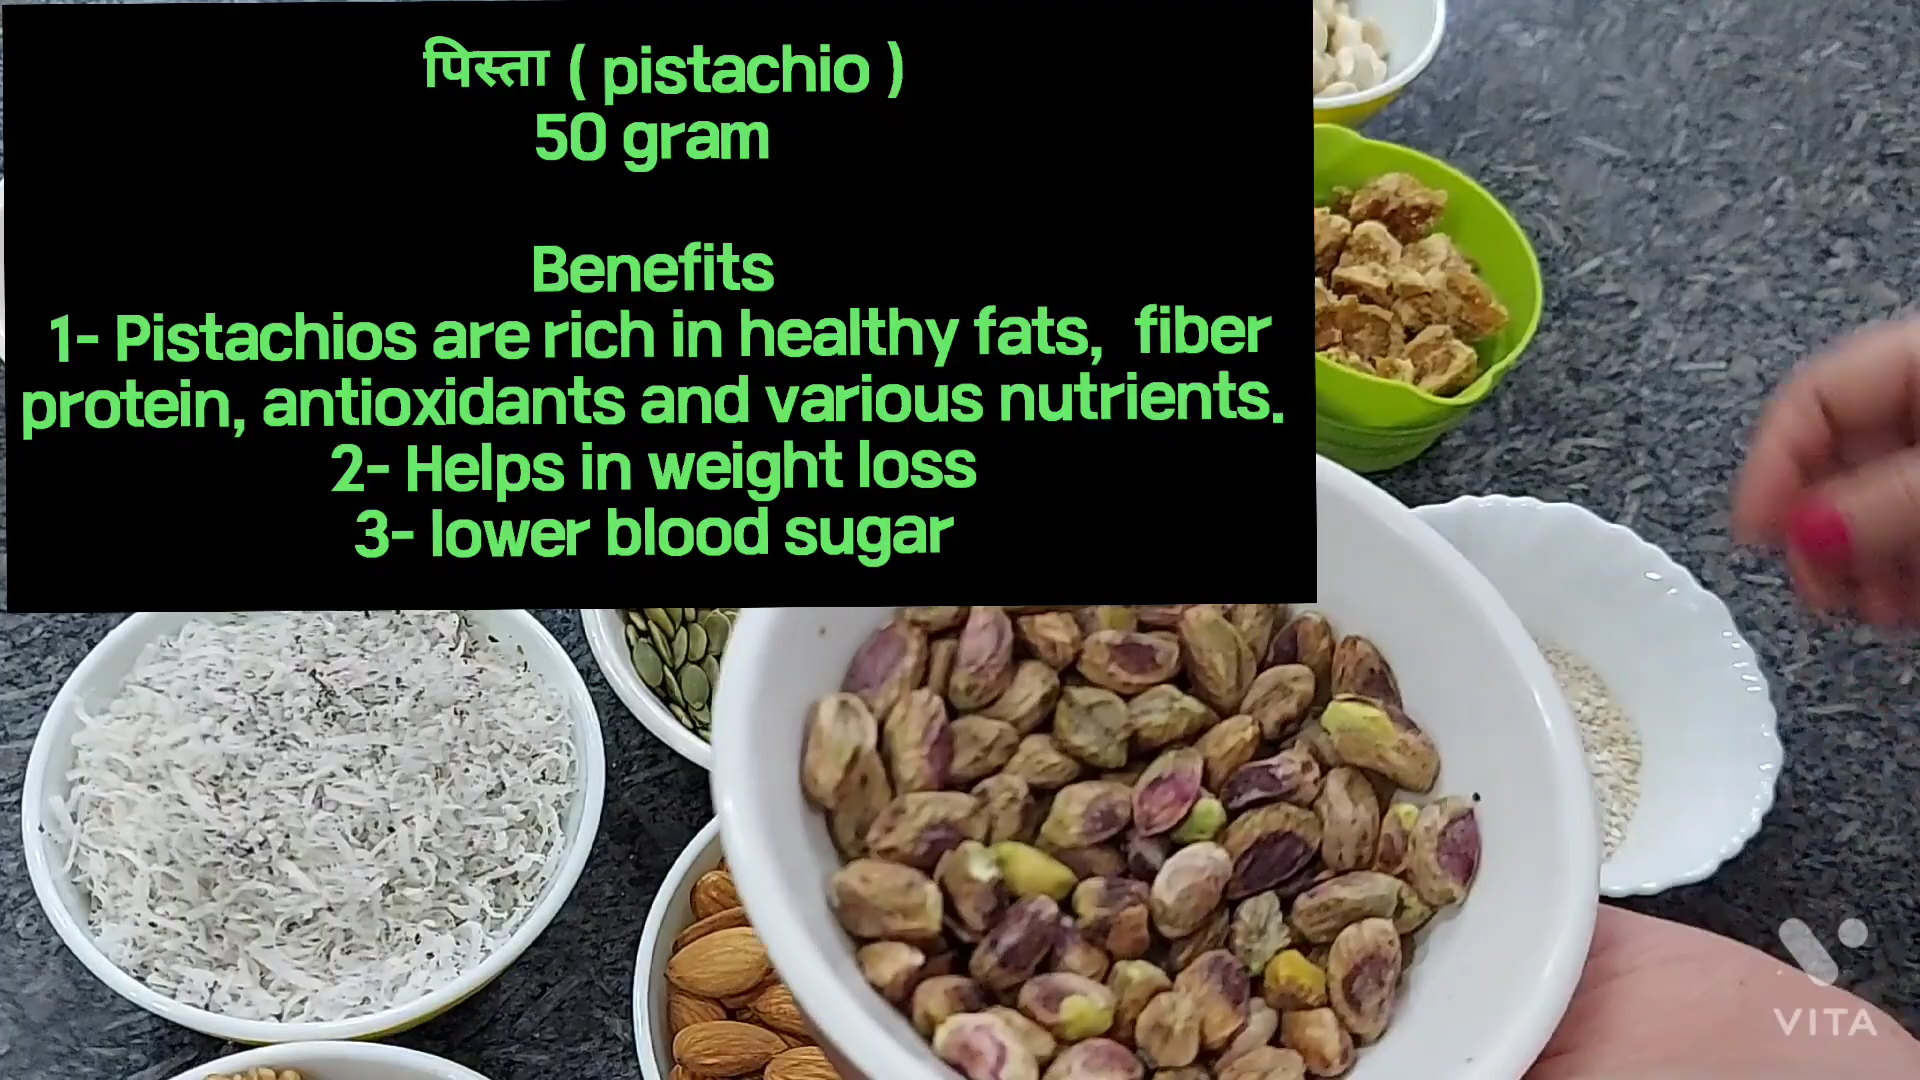 पिस्ता ( pistachio )
50 gram
Benefits
1- Pistachios are rich in healthy fats, fiber
protein, antioxidants and various nutrients.
2- Helps in weight loss
3- lower blood sugar
VITA